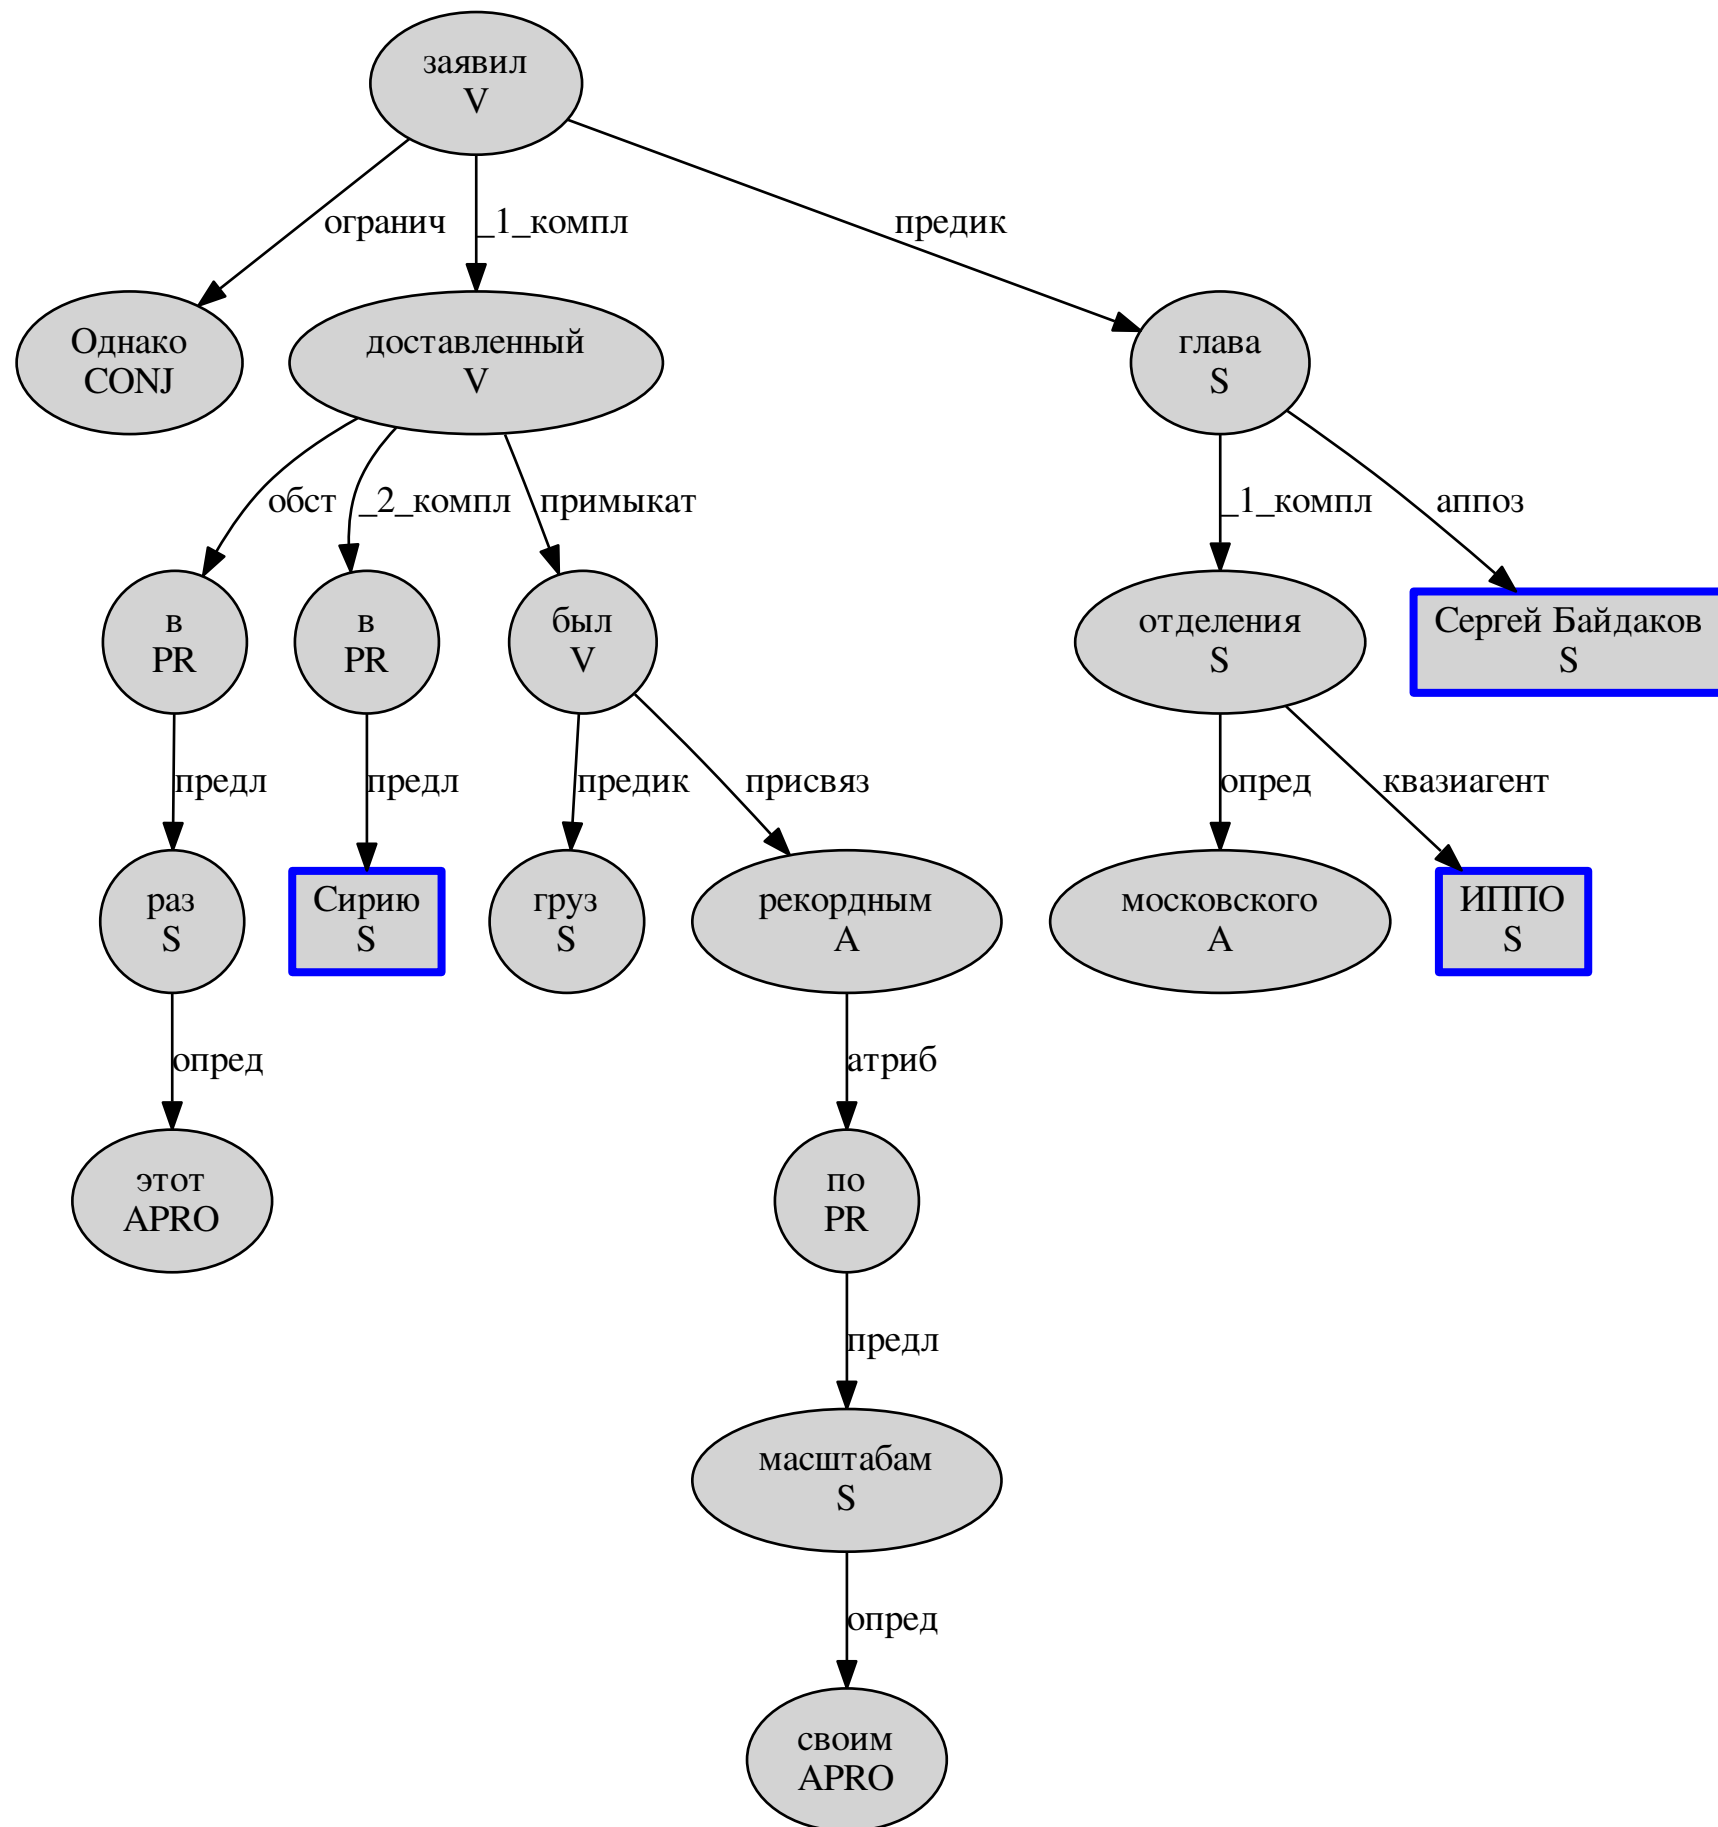 заявил
V
огранич
_1_компл
предик
Однако
CONJ
доставленный
V
глава
S
обст
_2_компл
примыкат
_1_компл
аппоз
в
PR
в
PR
был
V
отделения
S
Сергей Байдаков
S
предл
предл
предик
присвяз
опред
квазиагент
раз
S
Сирию
S
груз
S
рекордным
A
московского
A
ИППО
S
опред
атриб
этот
APRO
по
PR
предл
масштабам
S
опред
своим
APRO